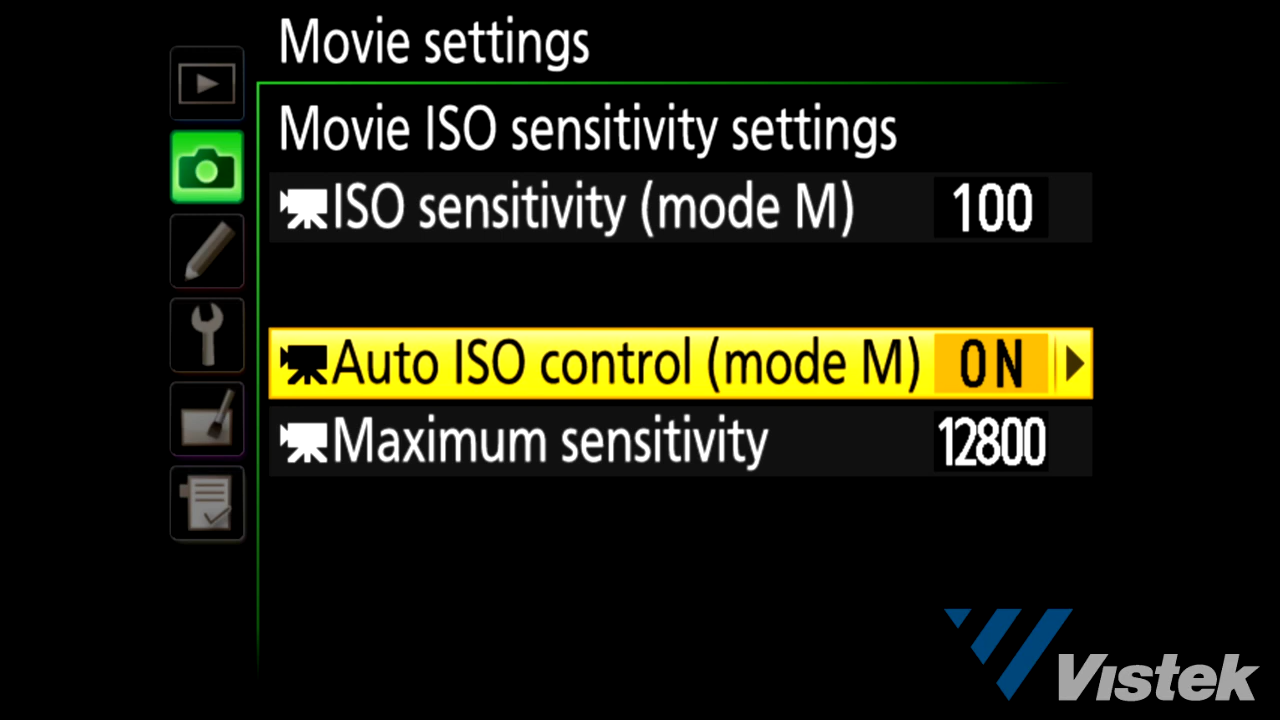 Movie settings
Movie ISO sensitivity settings
ISO sensitivity (mode M) 100
Auto ISO control (mode M) ON
Maximum sensitivity 12800
Vistek